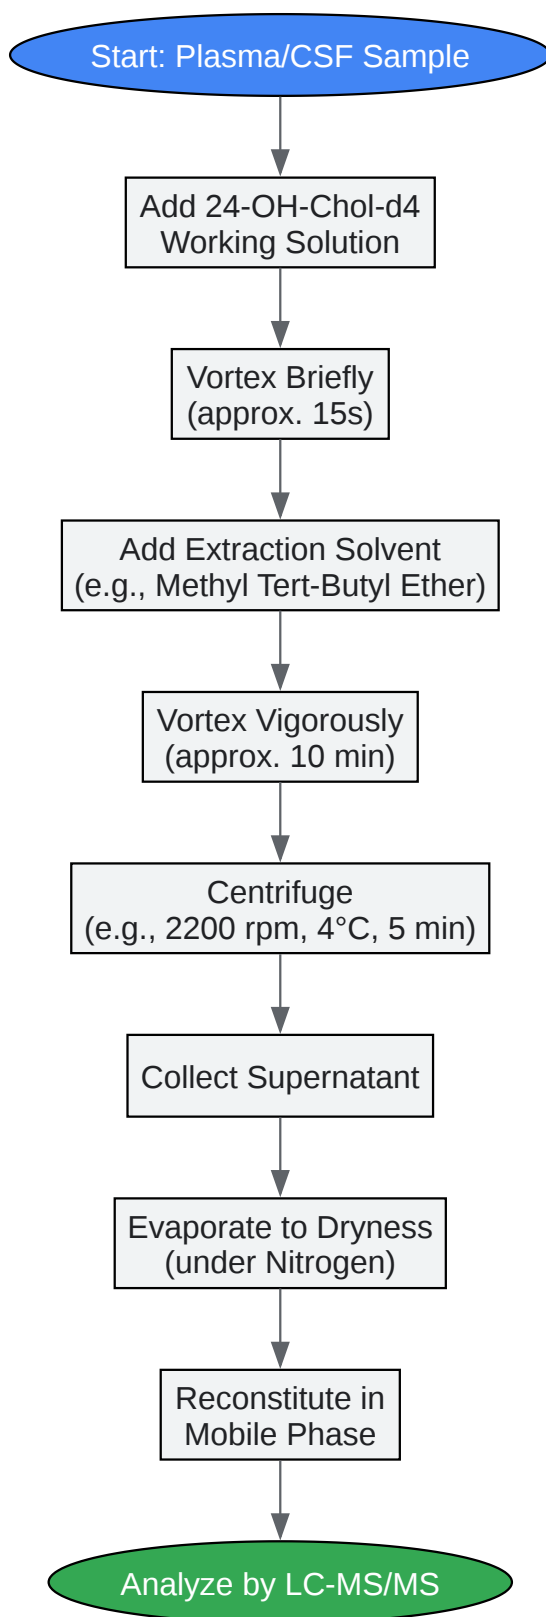 Start: Plasma/CSF Sample
Add 24-OH-Chol-d4
Working Solution
Vortex Briefly
(approx. 15s)
Add Extraction Solvent
(e.g., Methyl Tert-Butyl Ether)
Vortex Vigorously
(approx. 10 min)
Centrifuge
(e.g., 2200 rpm, 4°C, 5 min)
Collect Supernatant
Evaporate to Dryness
(under Nitrogen)
Reconstitute in
Mobile Phase
Analyze by LC-MS/MS